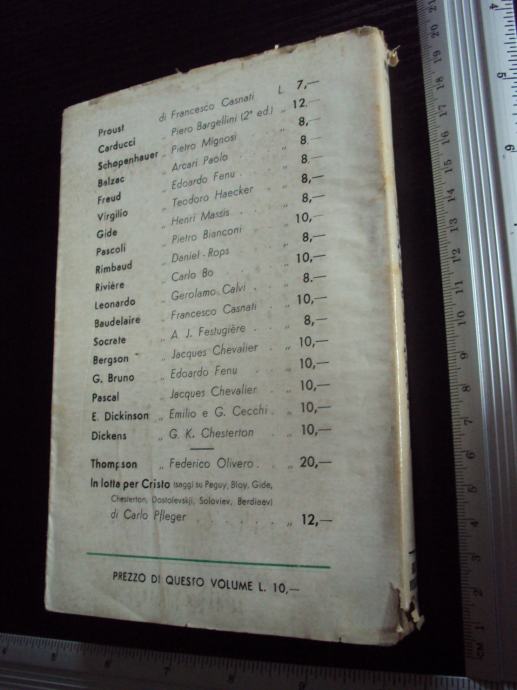 Proust di Francesco Casnati L. 7,—
Carducci „ Piero Bargellini (2ª ed.) „ 12.—
Schopenhauer „ Pietro Mignosi „ 8,—
Balzac „ Arcari Paolo „ 8.—
Freud „ Edoardo Fenu . „ 8.—
Virgilio „ Teodoro Haecker „ 8,—
Gide „ Henri Massis . . „ 8,—
Pascoli „ Pietro Bianconi . „ 10,—
Rimbaud „ Daniel-Rops . . „ 8,—
Rivière „ Carlo Bo . . . „ 10,—
Leonardo „ Gerolamo Calvi . „ 8.—
Baudelaire „ Francesco Casnati „ 10,—
Socrate „ A. J. Festugière . „ 8,—
Bergson „ Jacques Chevalier „ 10,—
G. Bruno „ Edoardo Fenu . „ 10,—
Pascal „ Jacques Chevalier „ 10,—
E. Dickinson „ Emilio e G. Cecchi . „ 10,—
Dickens „ G. K. Chesterton . „ 10,—
Thompson „ Federico Olivero . „ 20,—
In lotta per Cristo (saggi su Peguy, Bloy, Gide,
Chesterton, Dostoievskji, Soloviev, Berdiaev)
di Carlo Pfleger . . . . . . „ 12,—
PREZZO DI QUESTO VOLUME L. 10,—